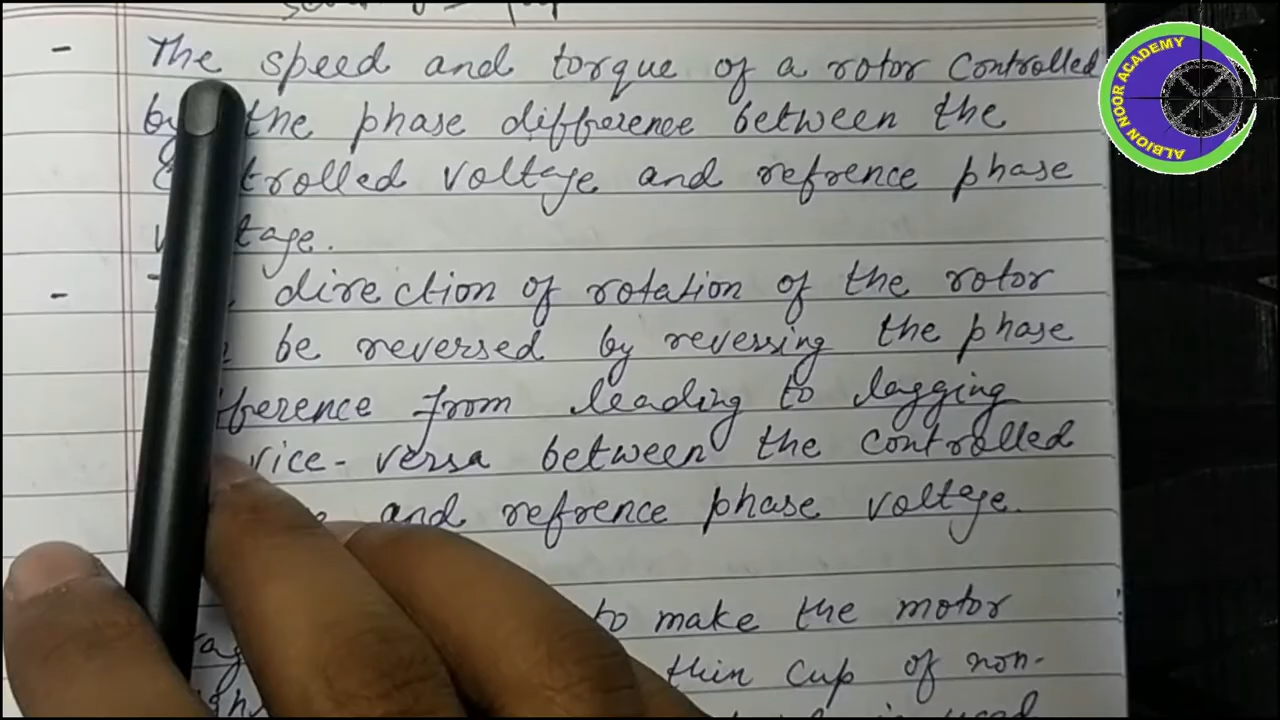 - The speed and torque of a rotor controlled
the phase difference between the
trolled voltage and refrence phase
tage.
- direction of rotation of the rotor
be reversed by reversing the phase
ference from leading to lagging
vice-versa between the controlled
and refrence phase voltage.
to make the motor
thin cup of non-
ALBION NOOR ACADEMY